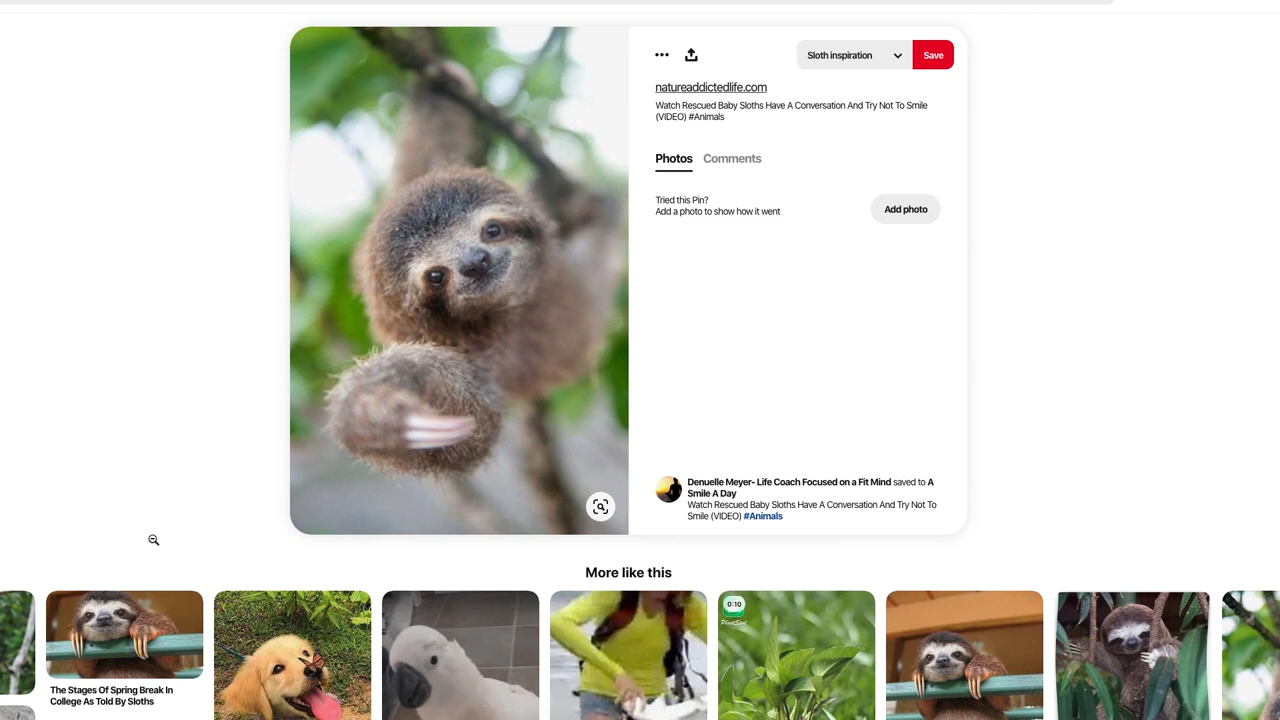 Sloth inspiration
Save
natureaddictedlife.com
Watch Rescued Baby Sloths Have A Conversation And Try Not To Smile
(VIDEO) #Animals
Photos Comments
Tried this Pin?
Add a photo to show how it went
Add photo
Denuelle Meyer- Life Coach Focused on a Fit Mind saved to A
Smile A Day
Watch Rescued Baby Sloths Have A Conversation And Try Not To
Smile (VIDEO) #Animals
More like this
0:10
PlantSent
The Stages Of Spring Break In
College As Told By Sloths